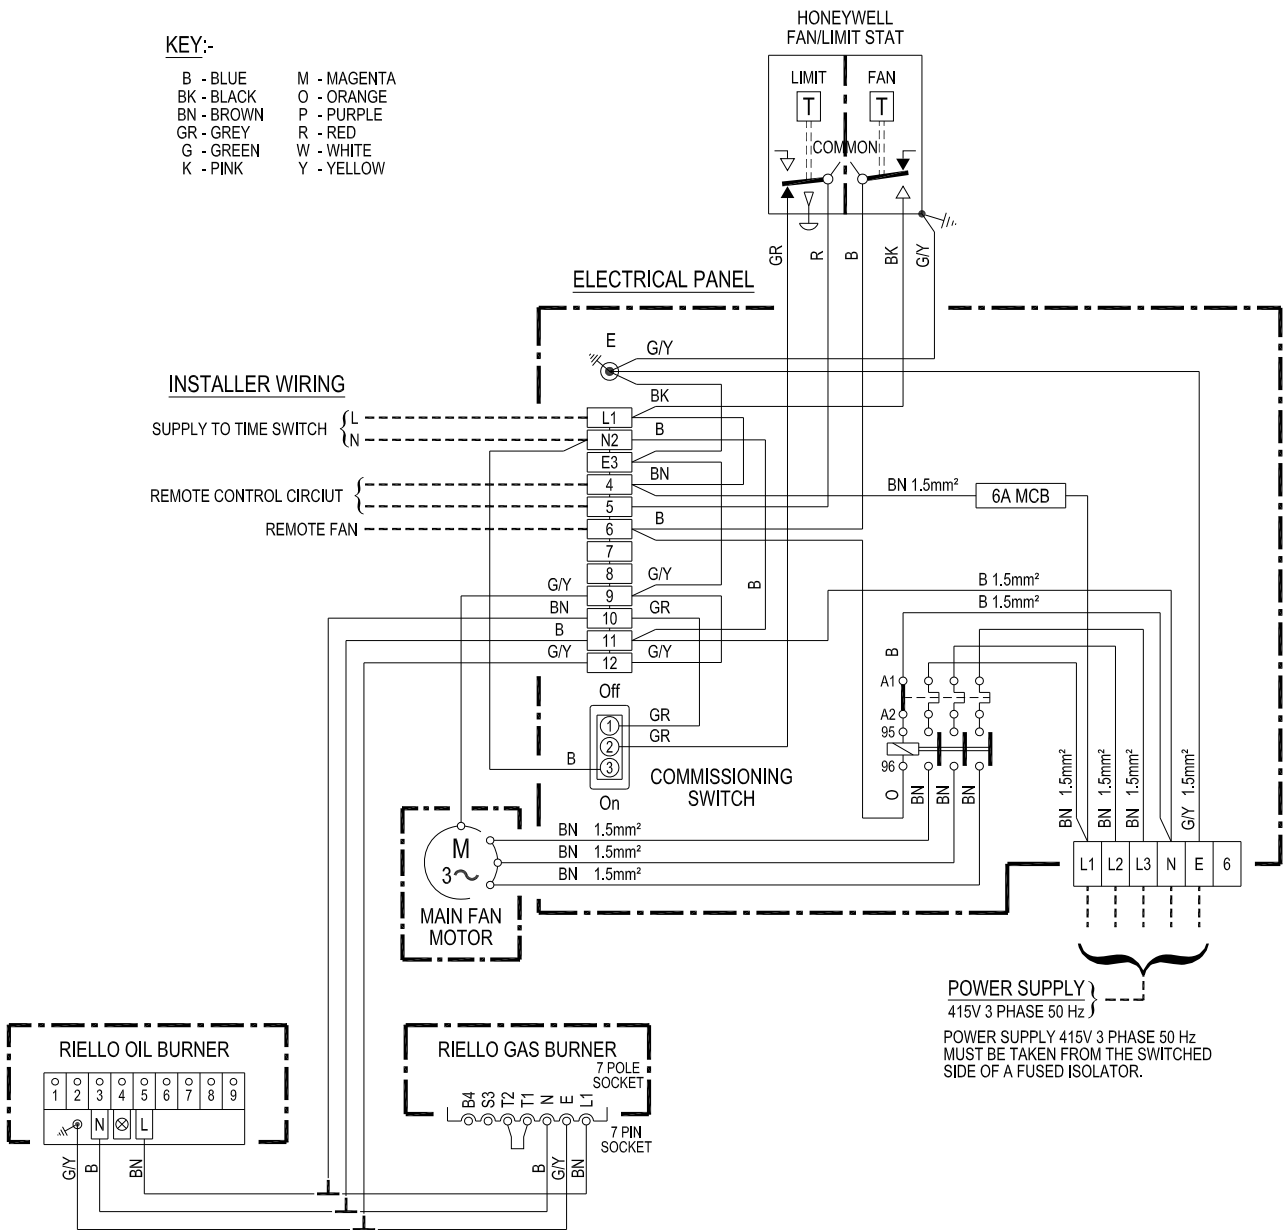 HONEYWELL
FAN/LIMIT STAT
KEY:-
B - BLUE
BK - BLACK
BN - BROWN
GR - GREY
G - GREEN
K - PINK
M - MAGENTA
O - ORANGE
P - PURPLE
R - RED
W - WHITE
Y - YELLOW
LIMIT
FAN
T
T
COMMON
GR
R
B
BK
G/Y
ELECTRICAL PANEL
E
G/Y
INSTALLER WIRING
BK
SUPPLY TO TIME SWITCH { L
N
L1
N2
B
E3
BN
REMOTE CONTROL CIRCIUT {
4
5
BN 1.5mm²
6A MCB
REMOTE FAN
6
B
7
8
G/Y
G/Y
9
B
B 1.5mm²
BN
10
GR
B 1.5mm²
B
11
G/Y
12
G/Y
B
Off
A1
A2
95
96
1
GR
2
GR
3
B
On
COMMISSIONING
SWITCH
O
BN
BN
BN
BN 1.5mm²
BN 1.5mm²
BN 1.5mm²
G/Y 1.5mm²
BN 1.5mm²
BN 1.5mm²
BN 1.5mm²
M
3~
MAIN FAN
MOTOR
L1
L2
L3
N
E
6
POWER SUPPLY
415V 3 PHASE 50 Hz }
POWER SUPPLY 415V 3 PHASE 50 Hz
MUST BE TAKEN FROM THE SWITCHED
SIDE OF A FUSED ISOLATOR.
RIELLO OIL BURNER
1
2
3
4
5
6
7
8
9
N
L
G/Y
B
BN
RIELLO GAS BURNER
7 POLE
SOCKET
B4
S3
T2
T1
N
E
L1
7 PIN
SOCKET
B
G/Y
BN